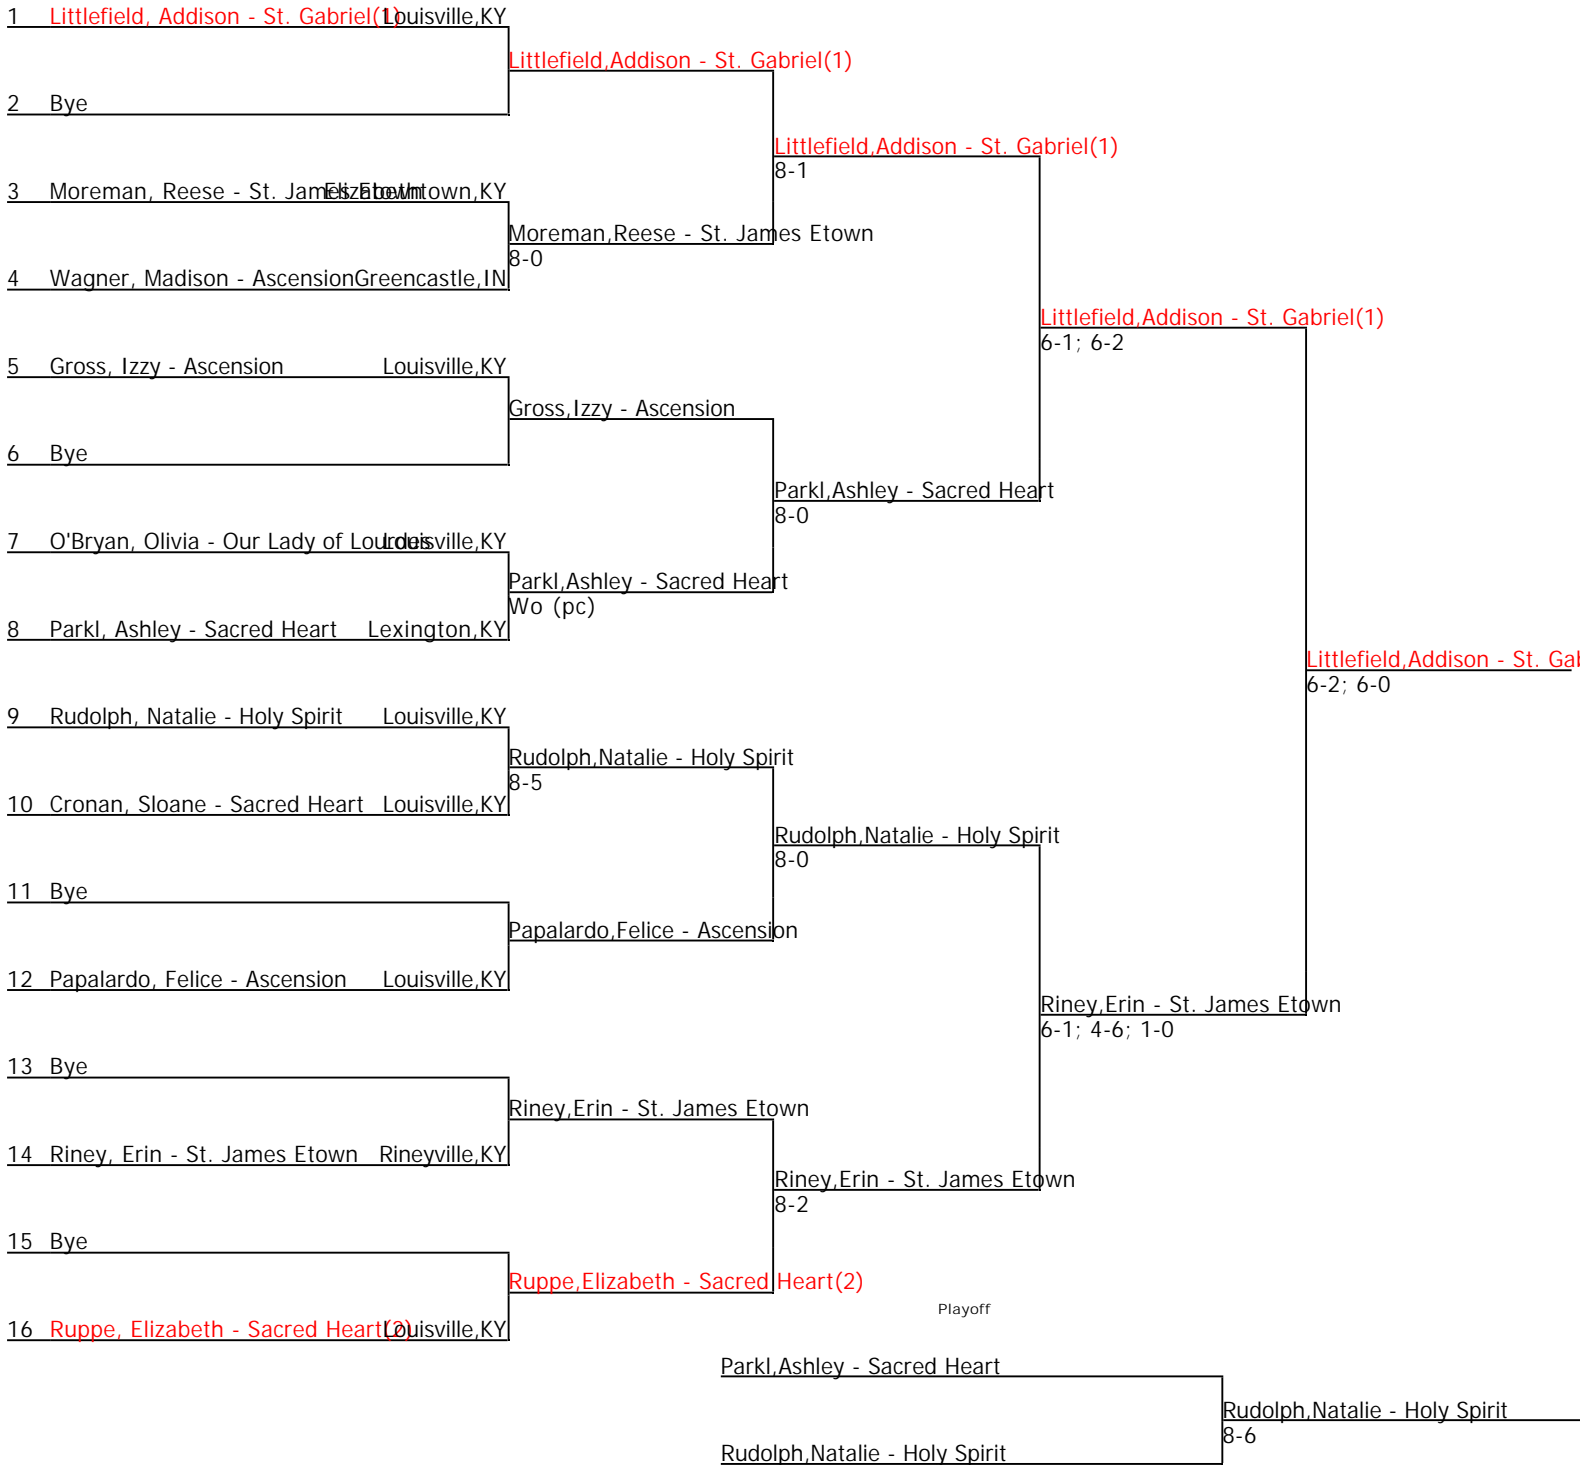 1 Littlefield, Addison - St. Gabriel(1) Louisville,KY
Littlefield,Addison - St. Gabriel(1)
2 Bye
Littlefield,Addison - St. Gabriel(1)
8-1
3 Moreman, Reese - St. James Etown Elizabethtown,KY
Moreman,Reese - St. James Etown
8-0
4 Wagner, Madison - Ascension Greencastle,IN
Littlefield,Addison - St. Gabriel(1)
6-1; 6-2
5 Gross, Izzy - Ascension Louisville,KY
Gross,Izzy - Ascension
6 Bye
Parkl,Ashley - Sacred Heart
8-0
7 O'Bryan, Olivia - Our Lady of Lourdes Louisville,KY
Parkl,Ashley - Sacred Heart
Wo (pc)
8 Parkl, Ashley - Sacred Heart Lexington,KY
Littlefield,Addison - St. Gab
6-2; 6-0
9 Rudolph, Natalie - Holy Spirit Louisville,KY
Rudolph,Natalie - Holy Spirit
8-5
10 Cronan, Sloane - Sacred Heart Louisville,KY
Rudolph,Natalie - Holy Spirit
8-0
11 Bye
Papalardo,Felice - Ascension
12 Papalardo, Felice - Ascension Louisville,KY
Riney,Erin - St. James Etown
6-1; 4-6; 1-0
13 Bye
Riney,Erin - St. James Etown
14 Riney, Erin - St. James Etown Rineyville,KY
Riney,Erin - St. James Etown
8-2
15 Bye
Ruppe,Elizabeth - Sacred Heart(2)
16 Ruppe, Elizabeth - Sacred Heart(2) Louisville,KY
Playoff
Parkl,Ashley - Sacred Heart
Rudolph,Natalie - Holy Spirit
8-6
Rudolph,Natalie - Holy Spirit